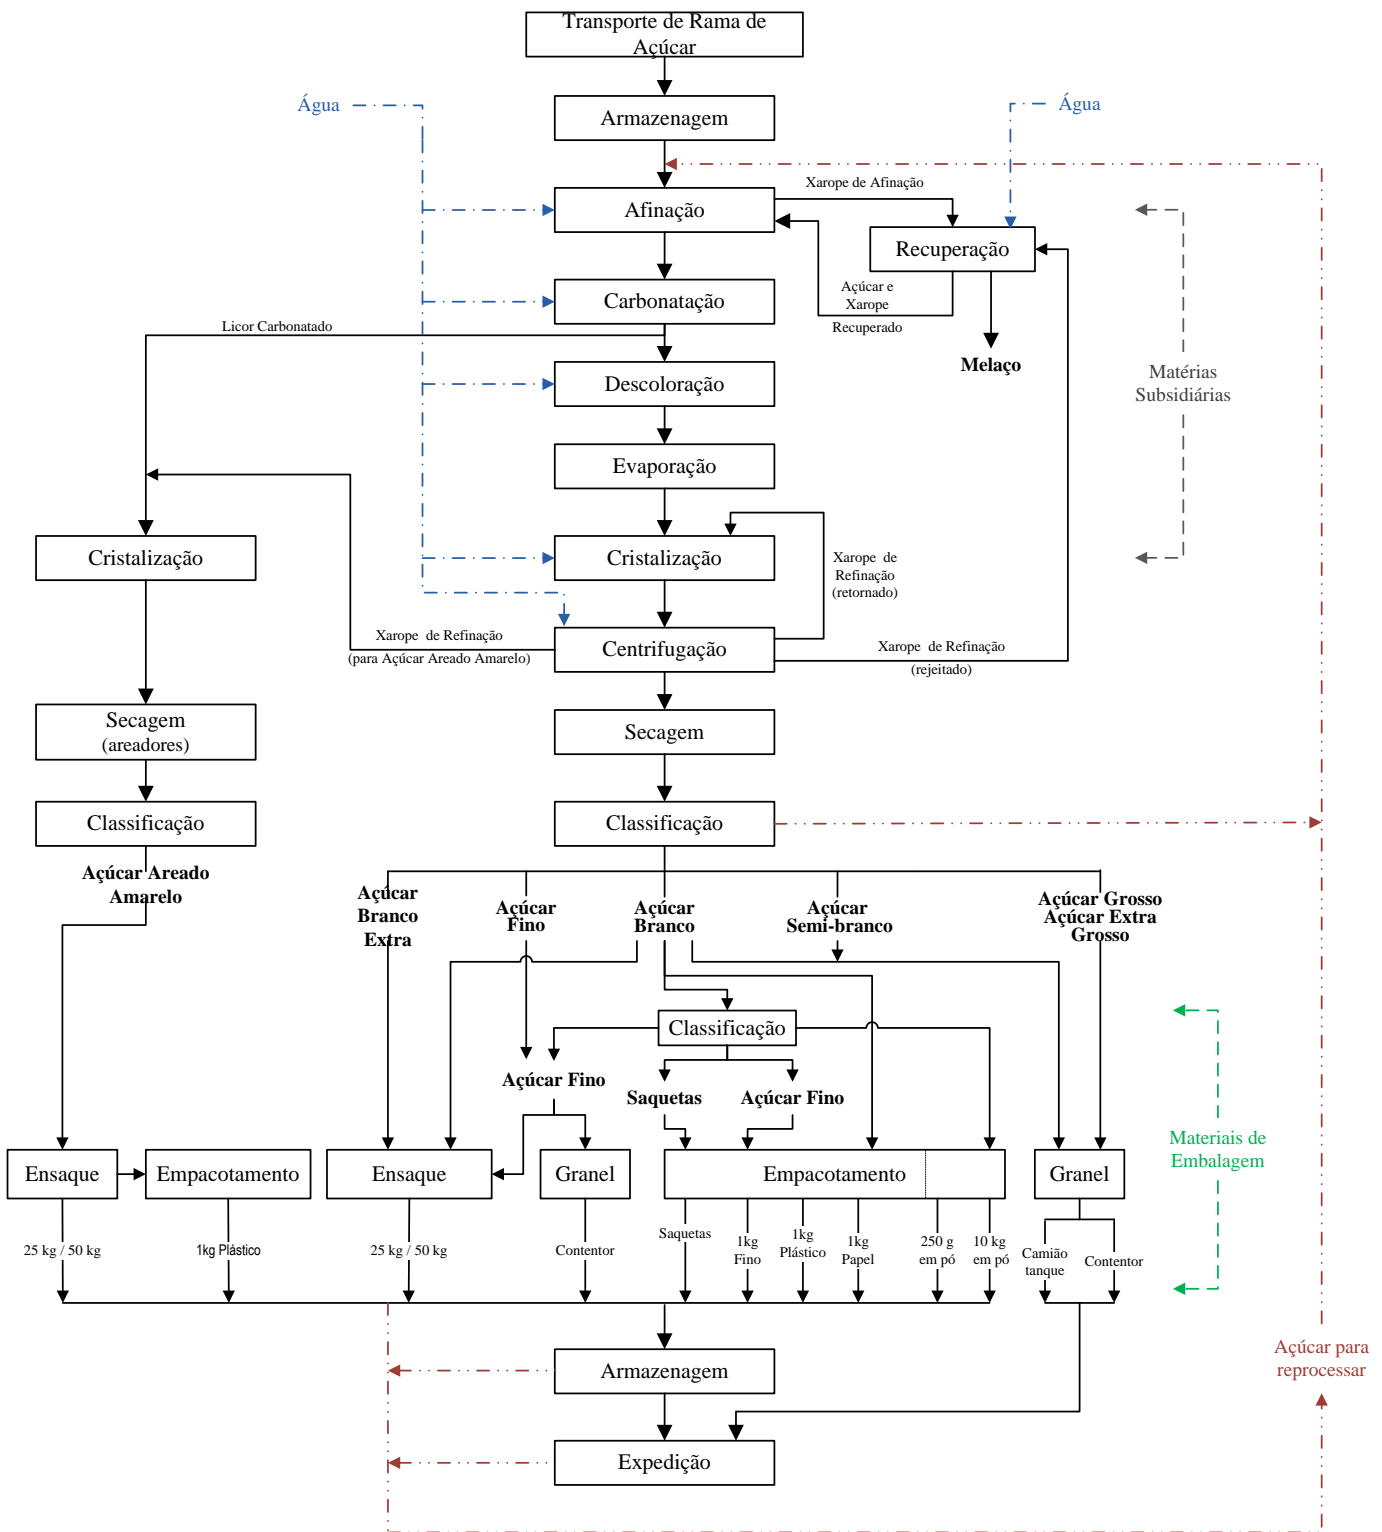 Transporte de Rama de
Açúcar
Água
Armazenagem
Água
Xarope de Afinação
Afinação
Recuperação
Açúcar e
Xarope
Recuperado
Carbonatação
Licor Carbonatado
Melaço
Matérias
Subsidiárias
Descoloração
Evaporação
Cristalização
Cristalização
Xarope de
Refinação
(retornado)
Xarope de Refinação
(para Açúcar Areado Amarelo)
Centrifugação
Xarope de Refinação
(rejeitado)
Secagem
(areadores)
Secagem
Classificação
Classificação
Açúcar Areado
Amarelo
Açúcar
Branco
Extra
Açúcar
Fino
Açúcar
Branco
Açúcar
Semi-branco
Açúcar Grosso
Açúcar Extra
Grosso
Classificação
Açúcar Fino
Saquetas
Açúcar Fino
Materiais de
Embalagem
Ensaque
Empacotamento
Ensaque
Granel
Empacotamento
Granel
25 kg / 50 kg
1kg Plástico
25 kg / 50 kg
Contentor
Saquetas
1kg
Fino
1kg
Plástico
1kg
Papel
250 g
em pó
10 kg
em pó
Camião
tanque
Contentor
Armazenagem
Açúcar para
reprocessar
Expedição